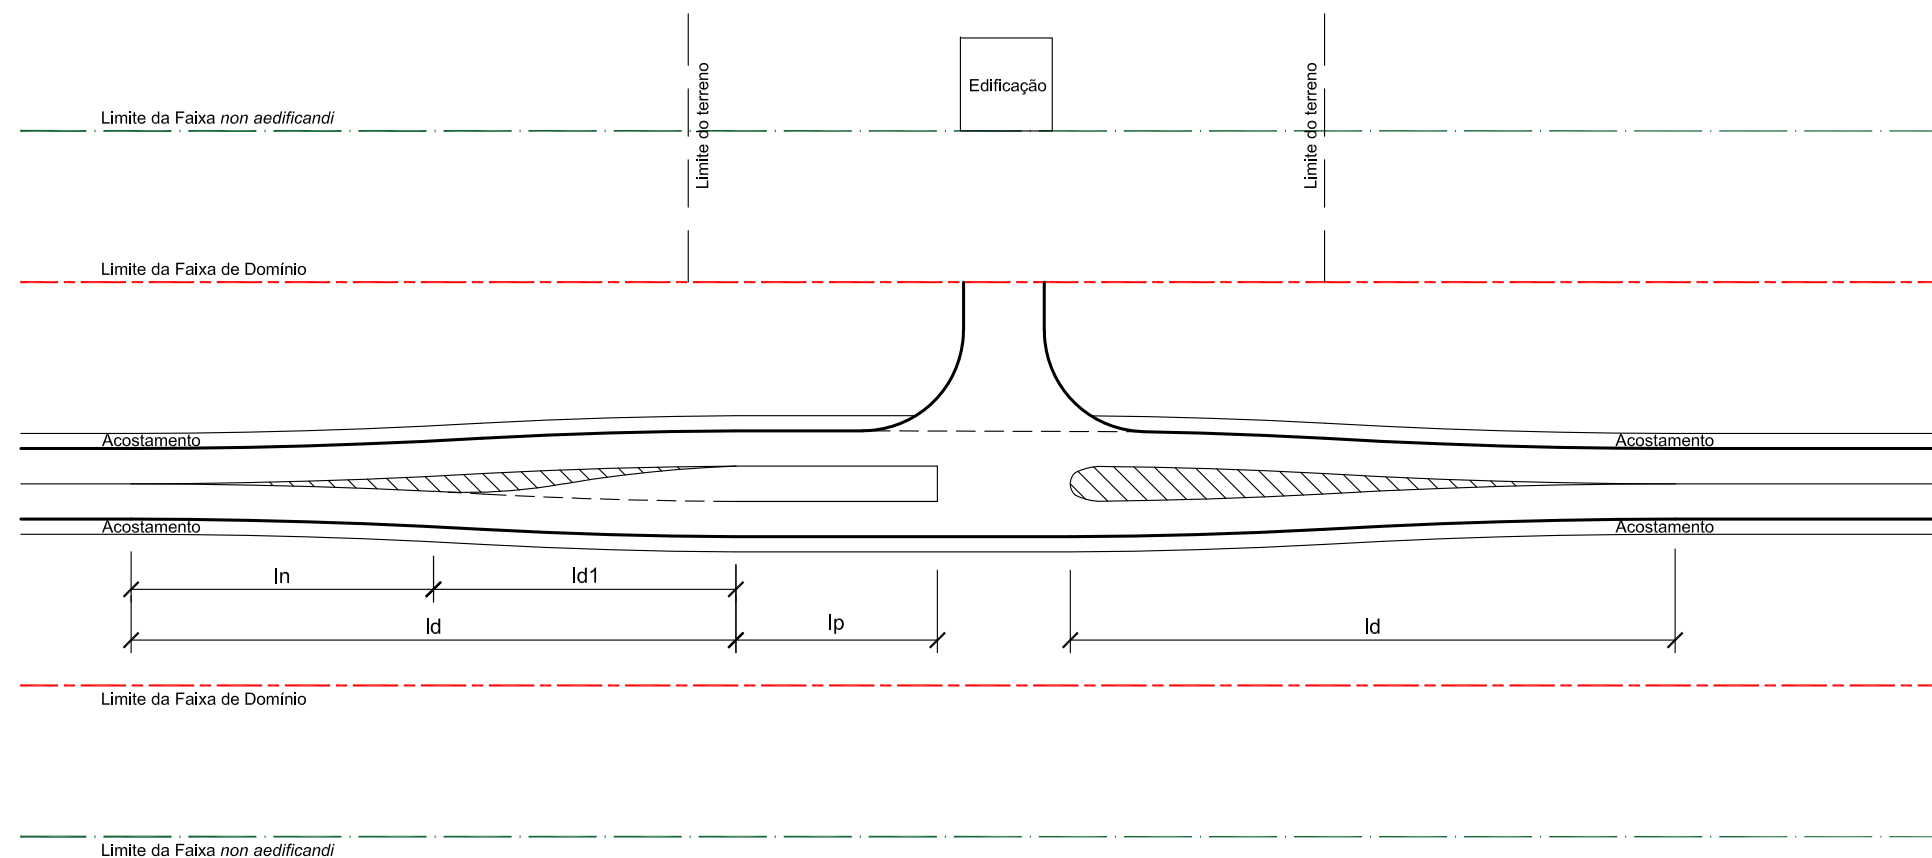 Edificação
Limite do terreno
Limite do terreno
Limite da Faixa non aedificandi
Limite da Faixa de Domínio
Acostamento
Acostamento
Acostamento
Acostamento
ln
ld1
ld
lp
ld
Limite da Faixa de Domínio
Limite da Faixa non aedificandi